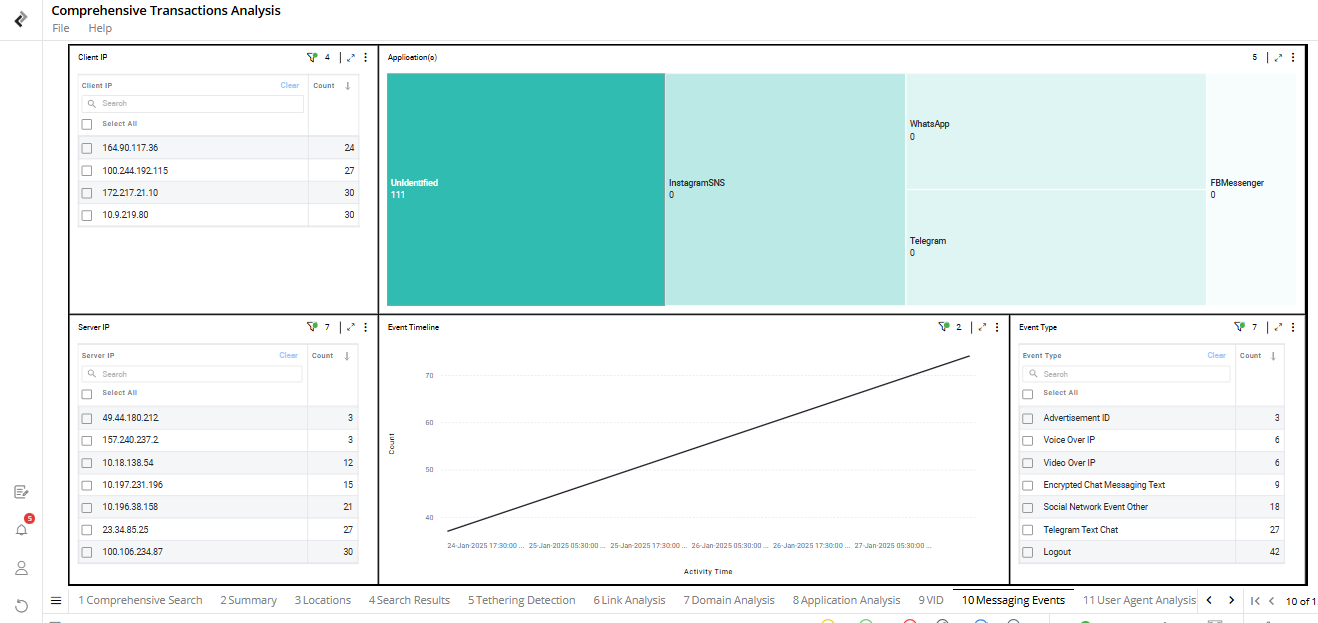 Comprehensive Transactions Analysis
File Help
Client IP 4
Client IP Clear Count
Search
Select All
164.90.117.36 24
100.244.192.115 27
172.217.21.10 30
10.9.219.80 30
Application(s) 5
Unidentified
111
InstagramSNS
0
WhatsApp
0
Telegram
0
FBMessenger
0
Server IP 7
Server IP Clear Count
Search
Select All
49.44.180.212 3
157.240.237.2 3
10.18.138.54 12
10.197.231.196 15
10.196.38.158 21
23.34.85.25 27
100.106.234.87 30
Event Timeline 2
Count
70
60
50
40
24-Jan-2025 17:30:00 ... 25-Jan-2025 05:30:00 ... 25-Jan-2025 17:30:00 ... 26-Jan-2025 05:30:00 ... 26-Jan-2025 17:30:00 ... 27-Jan-2025 05:30:00 ...
Activity Time
Event Type 7
Event Type Clear Count
Search
Select All
Advertisement ID 3
Voice Over IP 6
Video Over IP 6
Encrypted Chat Messaging Text 9
Social Network Event Other 18
Telegram Text Chat 27
Logout 42
5
1 Comprehensive Search 2 Summary 3 Locations 4 Search Results 5 Tethering Detection 6 Link Analysis 7 Domain Analysis 8 Application Analysis 9 VID 10 Messaging Events 11 User Agent Analysis 10 of 1